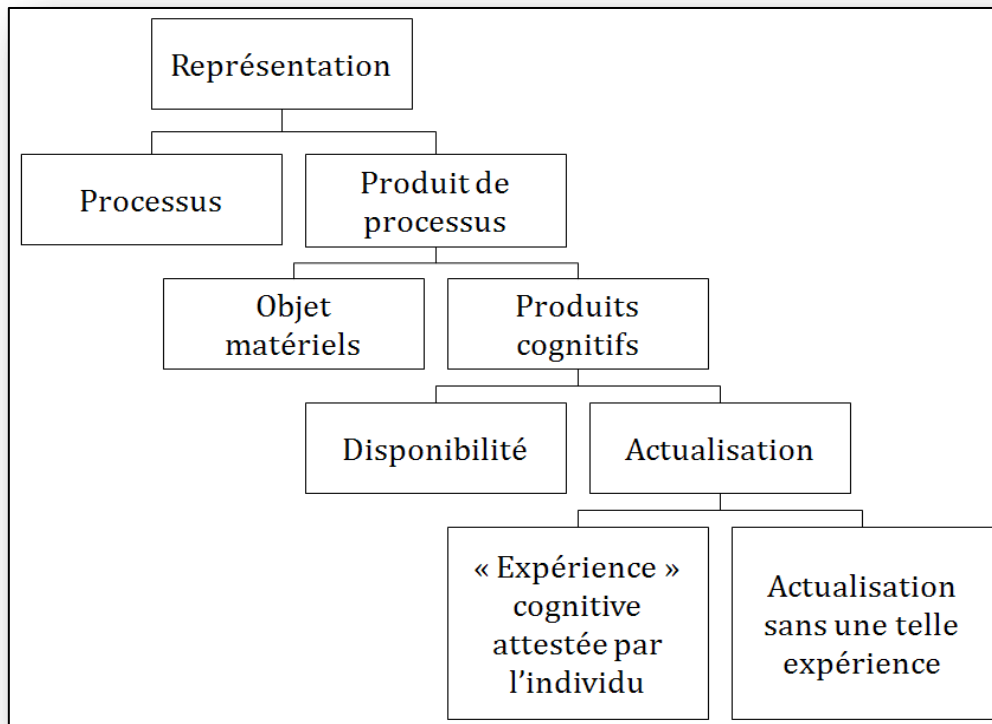 Représentation
Processus
Produit de
processus
Objet
matériels
Produits
cognitifs
Disponibilité
Actualisation
« Expérience »
cognitive
attestée par
l’individu
Actualisation
sans une telle
expérience